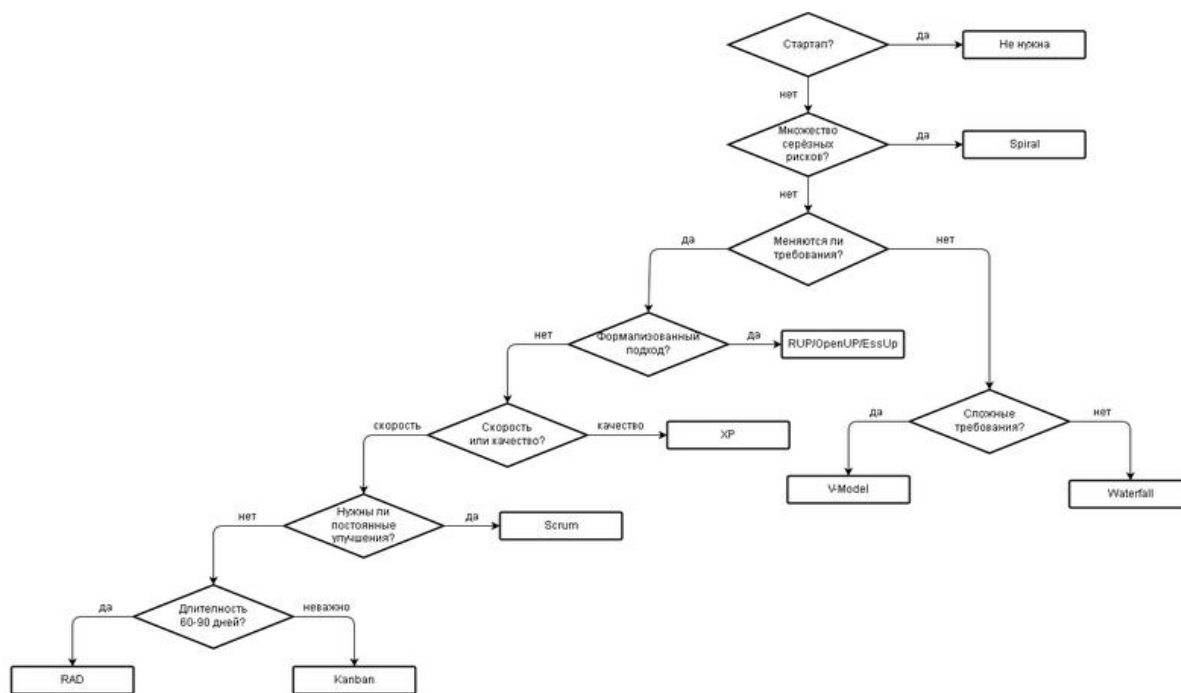 Стартап?
да
Не нужна
нет
Множество
серёзных
рисков?
да
Spiral
нет
Меняются ли
требования?
да
нет
Формализованный
подход?
нет
да
RUP/OpenUP/EssUp
Скорость
или качество?
скорость
качество
XP
Сложные
требования?
да
нет
V-Model
Waterfall
Нужны ли
постоянные
улучшения?
нет
да
Scrum
Длителность
60-90 дней?
да
неважно
RAD
Kanban